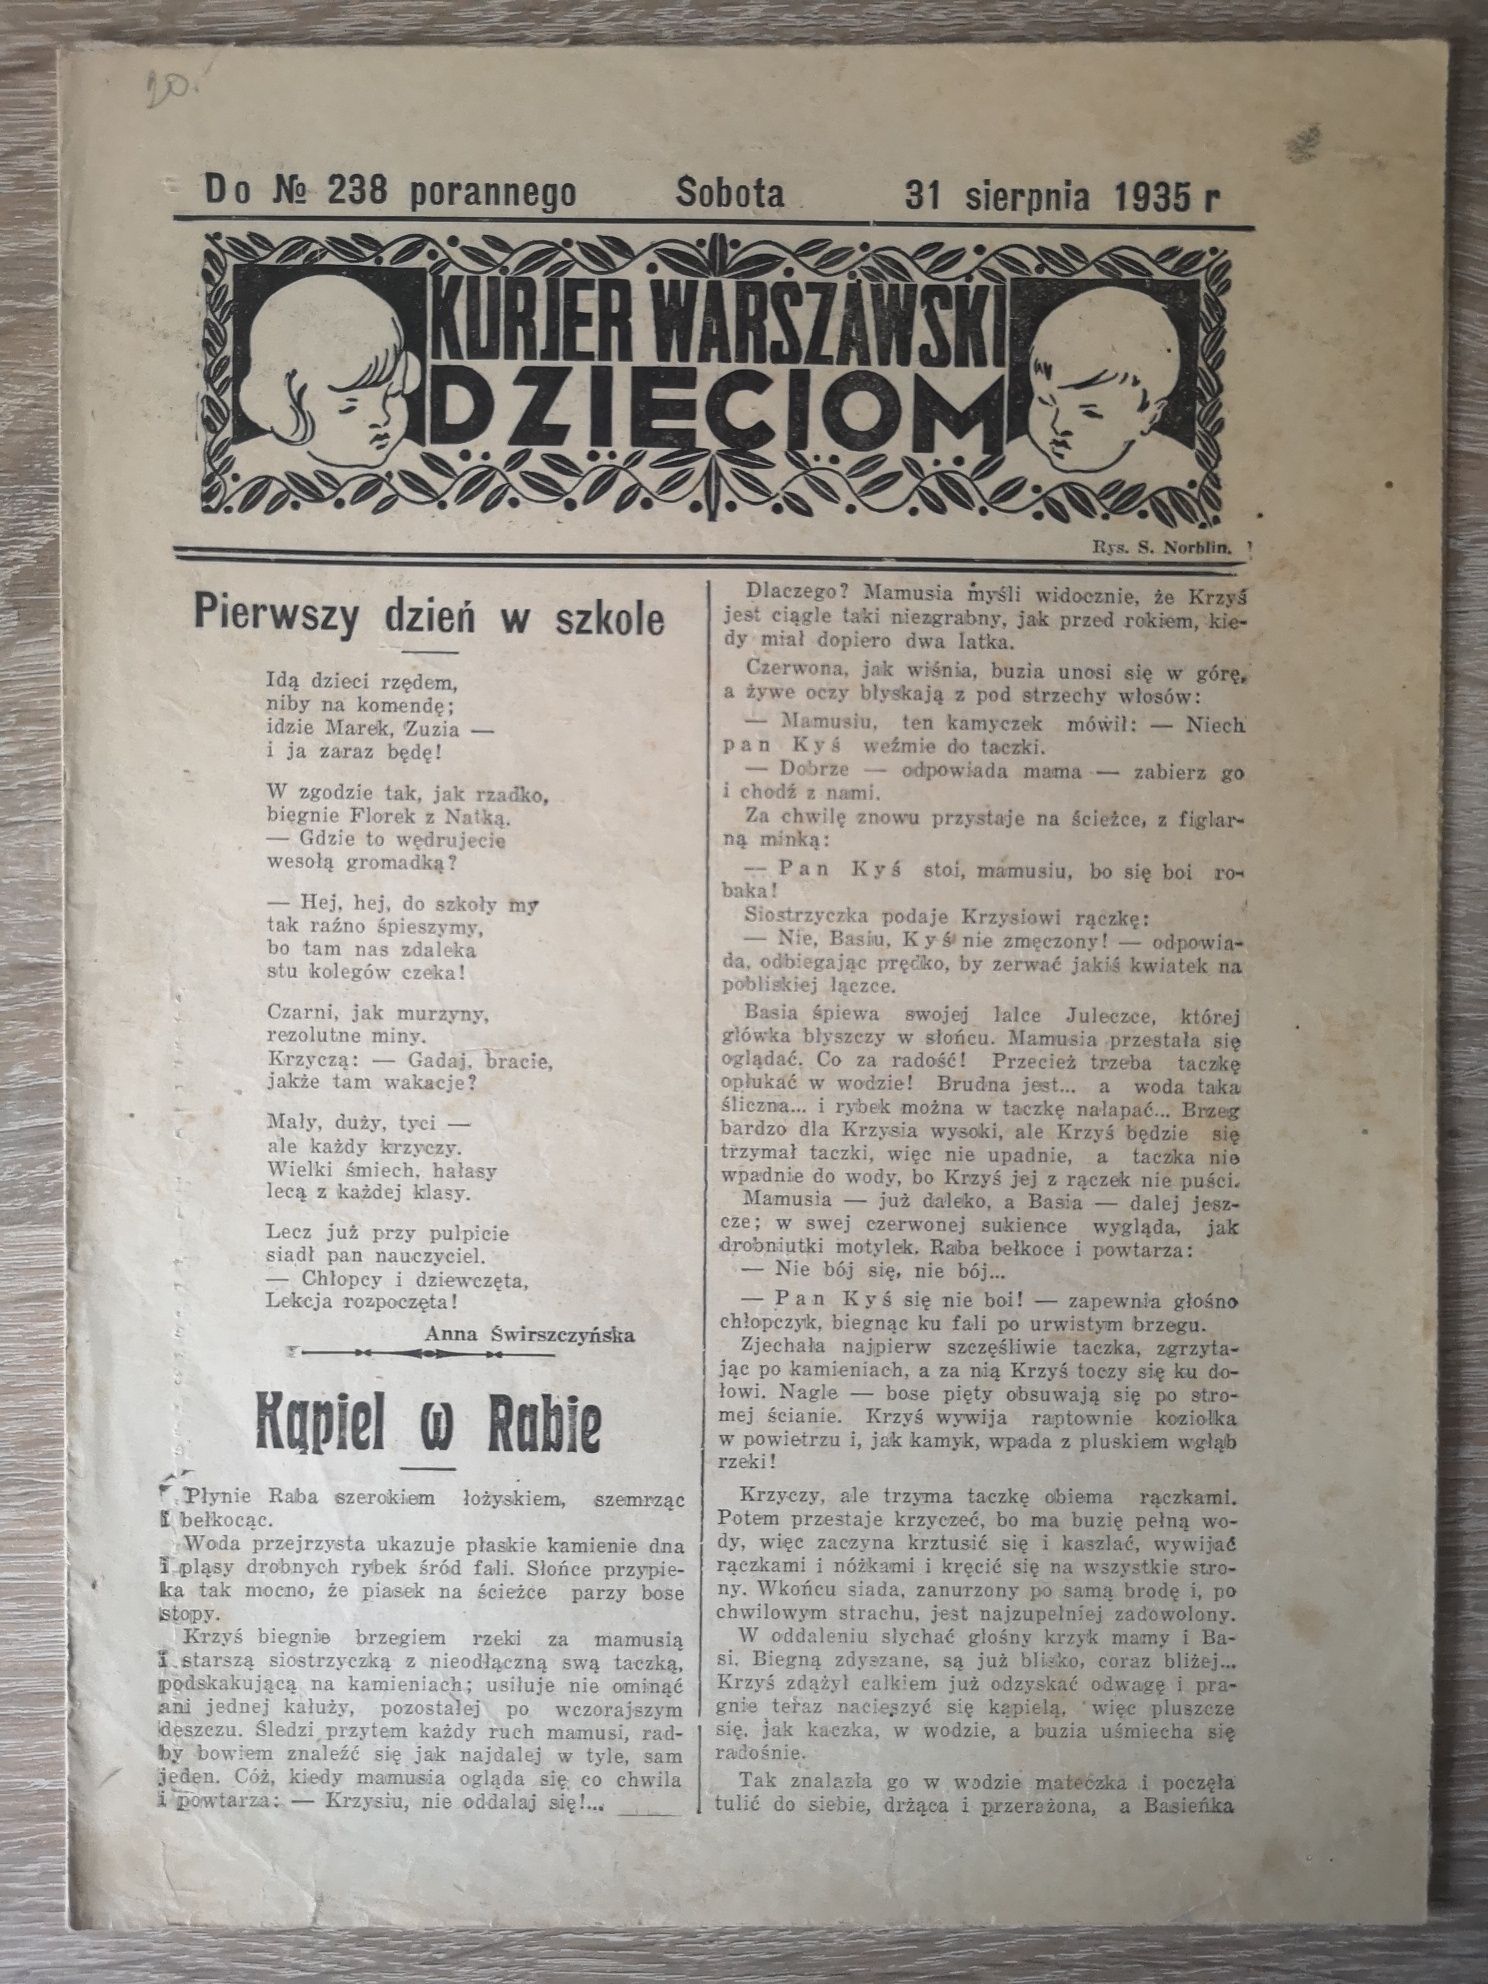 20.
Do № 238 porannego Sobota 31 sierpnia 1935 r
KURJER WARSZAWSKI
DZIECIOM
Rys. S. Norblin.
Pierwszy dzień w szkole
Idą dzieci rzędem,
niby na komendę;
idzie Marek, Zuzia —
i ja zaraz będę!
W zgodzie tak, jak rzadko,
biegnie Florek z Natką.
— Gdzie to wędrujecie
wesołą gromadką?
— Hej, hej, do szkoły my
tak raźno śpieszymy,
bo tam nas zdaleka
stu kolegów czeka!
Czarni, jak murzyny,
rezolutne miny.
Krzyczą: — Gadaj, bracie,
jakże tam wakacje?
Mały, duży, tyci —
ale każdy krzyczy.
Wielki śmiech, hałasy
lecą z każdej klasy.
Lecz już przy pulpicie
siadł pan nauczyciel.
— Chłopcy i dziewczęta,
Lekcja rozpoczęta!
Anna Świrszczyńska
Kąpiel w Rabie
Płynie Raba szerokiem łożyskiem, szemrząc
i bełkocąc.
Woda przejrzysta ukazuje płaskie kamienie dna
i pląsy drobnych rybek śród fali. Słońce przypie-
ka tak mocno, że piasek na ścieżce parzy bose
stopy.
Krzyś biegnie brzegiem rzeki za mamusią
i starszą siostrzyczką z nieodłączną swą taczką,
podskakującą na kamieniach; usiłuje nie ominąć
ani jednej kałuży, pozostałej po wczorajszym
deszczu. Śledzi przytem każdy ruch mamusi, rad-
by bowiem znaleźć się jak najdalej w tyle, sam
jeden. Cóż, kiedy mamusia ogląda się co chwila
i powtarza: — Krzysiu, nie oddalaj się!...
Dlaczego? Mamusia myśli widocznie, że Krzyś
jest ciągle taki niezgrabny, jak przed rokiem, kie-
dy miał dopiero dwa latka.
Czerwona, jak wiśnia, buzia unosi się w górę,
a żywe oczy błyskają z pod strzechy włosów:
— Mamusiu, ten kamyczek mówił: — Niech
pan Kyś weźmie do taczki.
— Dobrze — odpowiada mama — zabierz go
i chodź z nami.
Za chwilę znowu przystaje na ścieżce, z figlar-
ną minką:
— Pan Kyś stoi, mamusiu, bo się boi ro-
baka!
Siostrzyczka podaje Krzysiowi rączkę:
— Nie, Basiu, Kyś nie zmęczony! — odpowia-
da, odbiegając prędko, by zerwać jakiś kwiatek na
pobliskiej łączce.
Basia śpiewa swojej lalce Juleczce, której
główka błyszczy w słońcu. Mamusia przestała się
oglądać. Co za radość! Przecież trzeba taczkę
opłukać w wodzie! Brudna jest... a woda taka
śliczna... i rybek można w taczkę nałapać... Brzeg
bardzo dla Krzysia wysoki, ale Krzyś będzie się
trzymał taczki, więc nie upadnie, a taczka nie
wpadnie do wody, bo Krzyś jej z rączek nie puści.
Mamusia — już daleko, a Basia — dalej jesz-
cze; w swej czerwonej sukience wygląda, jak
drobniutki motylek. Raba bełkoce i powtarza:
— Nie bój się, nie bój...
— Pan Kyś się nie boi! — zapewnia głośno
chłopczyk, biegnąc ku fali po urwistym brzegu.
Zjechała najpierw szczęśliwie taczka, zgrzyta-
jąc po kamieniach, a za nią Krzyś toczy się ku do-
łowi. Nagle — bose pięty obsuwają się po stro-
mej ścianie. Krzyś wywija raptownie koziołka
w powietrzu i, jak kamyk, wpada z pluskiem wgłąb
rzeki!
Krzyczy, ale trzyma taczkę obiema rączkami.
Potem przestaje krzyczeć, bo ma buzię pełną wo-
dy, więc zaczyna krztusić się i kaszlać, wywijać
rączkami i nóżkami i kręcić się na wszystkie stro-
ny. Wkońcu siada, zanurzony po samą brodę i, po
chwilowym strachu, jest najzupełniej zadowolony.
W oddaleniu słychać głośny krzyk mamy i Ba-
si. Biegną zdyszane, są już blisko, coraz bliżej...
Krzyś zdążył całkiem już odzyskać odwagę i pra-
gnie teraz nacieszyć się kąpielą, więc pluszcze
się, jak kaczka, w wodzie, a buzia uśmiecha się
radośnie.
Tak znalazła go w wodzie mateczka i poczęła
tulić do siebie, drżąca i przerażona, a Basieńka